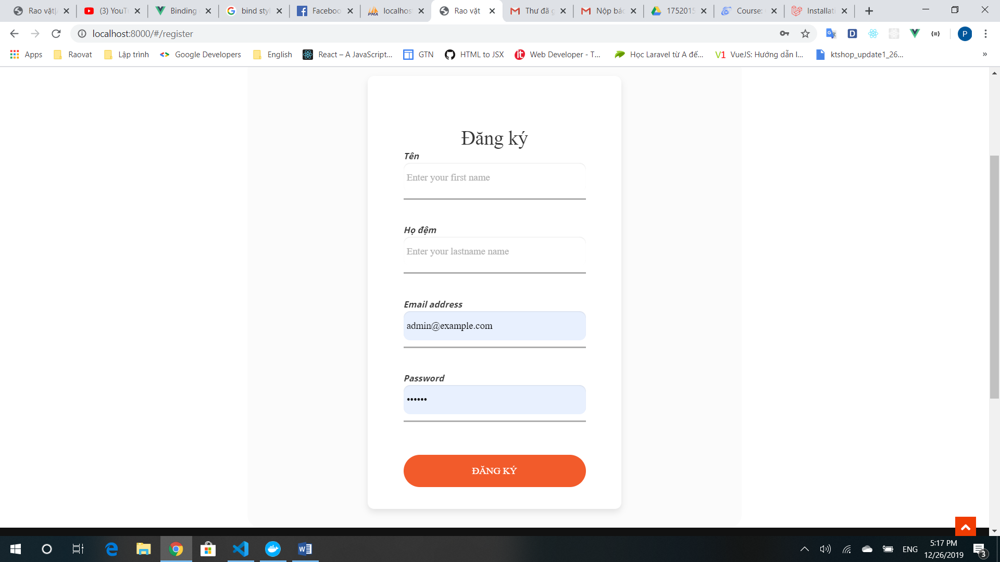 Rao vặt|
(3) YouT
Binding
bind sty
Faceboo
localhos
Rao vặt
Thư đã g
Nộp bác
1752015
Course:
Installati
localhost:8000/#/register
P
Apps
Raovat
Lập trình
Google Developers
English
React – A JavaScript...
GTN
HTML to JSX
Web Developer - T...
Học Laravel từ A đế...
VueJS: Hướng dẫn l...
ktshop_update1_26...
»
Đăng ký
Tên
Enter your first name
Họ đệm
Enter your lastname name
Email address
admin@example.com
Password
••••••
ĐĂNG KÝ
ENG
5:17 PM
12/26/2019
3